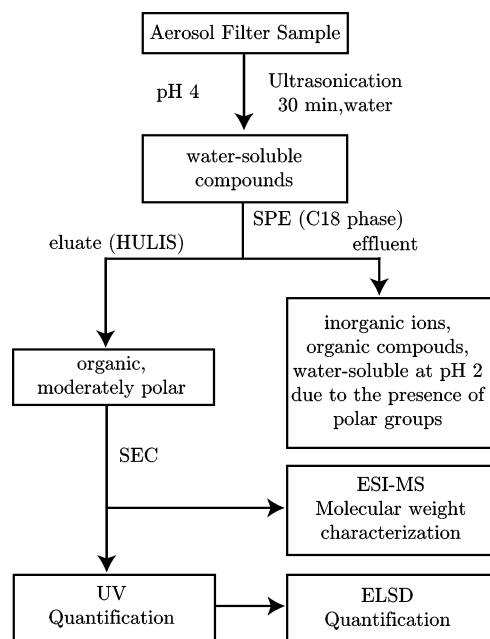 Aerosol Filter Sample
pH 4
Ultrasonication
30 min,water
water-soluble
compounds
SPE (C18 phase)
eluate (HULIS)
effluent
inorganic ions,
organic compouds,
water-soluble at pH 2
due to the presence of
polar groups
organic,
moderately polar
SEC
ESI-MS
Molecular weight
characterization
UV
Quantification
ELSD
Quantification